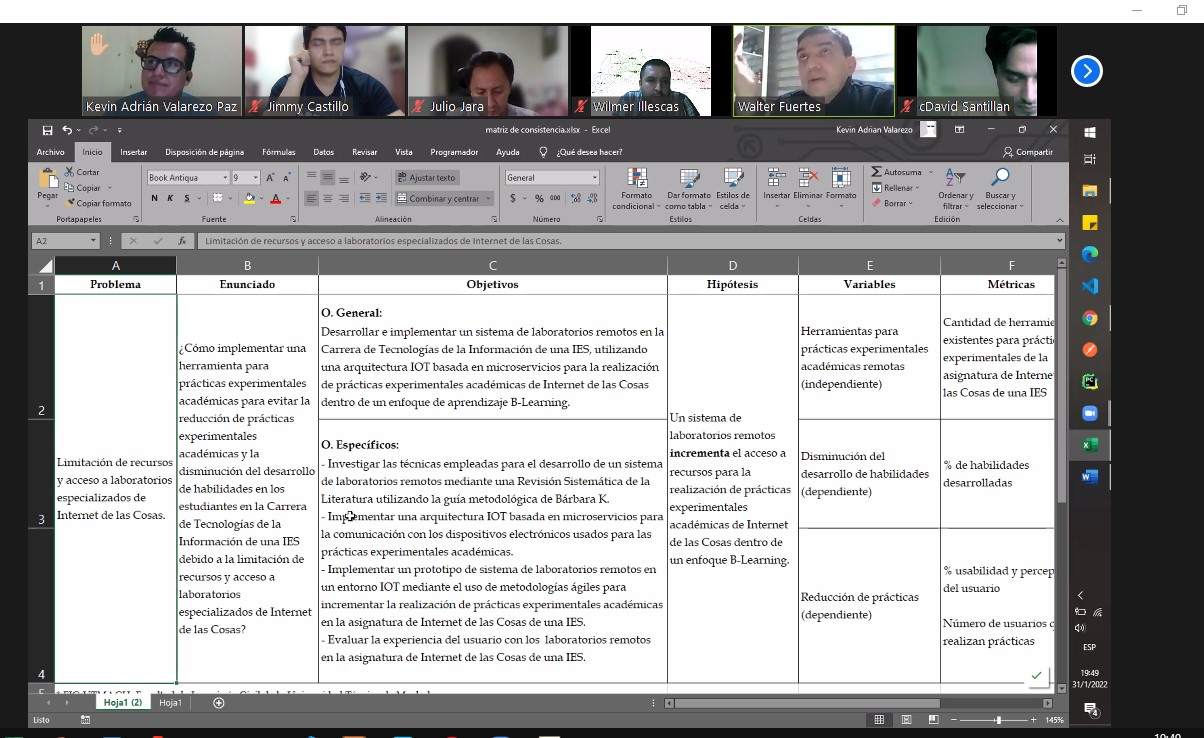 Kevin Adrián Valarezo Paz
Jimmy Castillo
Julio Jara
Wilmer Illescas
Walter Fuertes
cDavid Santillan
matriz de consistencia.xlsx - Excel
Kevin Adrian Valarezo
Archivo Inicio Insertar Disposición de página Fórmulas Datos Revisar Vista Programador Ayuda ¿Qué desea hacer? Compartir
Pegar
Cortar
Copiar
Copiar formato
Portapapeles
Book Antiqua 9
N K S
Fuente
Ajustar texto
Combinar y centrar
Alineación
General
$ % 000
Número
Formato
condicional
Dar formato
como tabla
Estilos de
celda
Estilos
Insertar Eliminar Formato
Celdas
Autosuma
Rellenar
Borrar
Ordenar y
filtrar
Buscar y
seleccionar
Edición
A2
fx
Limitación de recursos y acceso a laboratorios especializados de Internet de las Cosas.
A B C D E F
1
Problema
Enunciado
Objetivos
Hipótesis
Variables
Métricas
2
3
4
Limitación de recursos
y acceso a laboratorios
especializados de
Internet de las Cosas.
¿Cómo implementar una
herramienta para
prácticas experimentales
académicas para evitar la
reducción de prácticas
experimentales
académicas y la
disminución del desarrollo
de habilidades en los
estudiantes en la Carrera
de Tecnologías de la
Información de una IES
debido a la limitación de
recursos y acceso a
laboratorios
especializados de Internet
de las Cosas?
O. General:
Desarrollar e implementar un sistema de laboratorios remotos en la
Carrera de Tecnologías de la Información de una IES, utilizando
una arquitectura IOT basada en microservicios para la realización
de prácticas experimentales académicas de Internet de las Cosas
dentro de un enfoque de aprendizaje B-Learning.
O. Específicos:
- Investigar las técnicas empleadas para el desarrollo de un sistema
de laboratorios remotos mediante una Revisión Sistemática de la
Literatura utilizando la guía metodológica de Bárbara K.
- Implementar una arquitectura IOT basada en microservicios para
la comunicación con los dispositivos electrónicos usados para las
prácticas experimentales académicas.
- Implementar un prototipo de sistema de laboratorios remotos en
un entorno IOT mediante el uso de metodologías ágiles para
incrementar la realización de prácticas experimentales académicas
en la asignatura de Internet de las Cosas de una IES.
- Evaluar la experiencia del usuario con los laboratorios remotos
en la asignatura de Internet de las Cosas de una IES.
Un sistema de
laboratorios remotos
incrementa el acceso a
recursos para la
realización de prácticas
experimentales
académicas de Internet
de las Cosas dentro de
un enfoque B-Learning.
Herramientas para
prácticas experimentales
académicas remotas
(independiente)
Disminución del
desarrollo de habilidades
(dependiente)
Reducción de prácticas
(dependiente)
Cantidad de herramie
existentes para prácti
experimentales de la
asignatura de Interne
las Cosas de una IES
% de habilidades
desarrolladas
% usabilidad y percep
del usuario
Número de usuarios q
realizan prácticas
Hoja1 (2) Hoja1
Listo
145%
ESP
19:49
31/1/2022
4